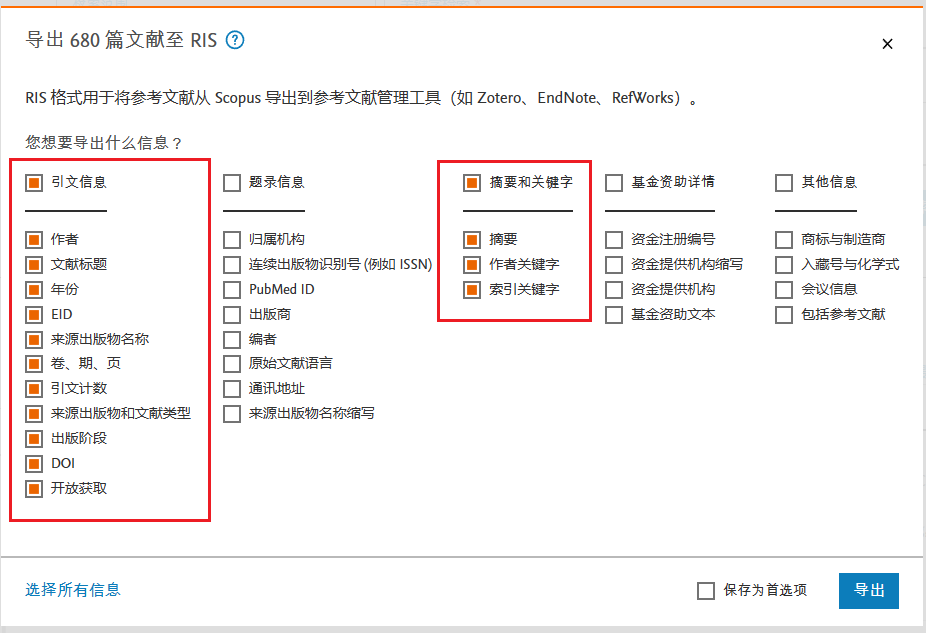 导出 680 篇文献至 RIS ?
RIS 格式用于将参考文献从 Scopus 导出到参考文献管理工具（如 Zotero、EndNote、RefWorks）。
您想要导出什么信息？
引文信息
作者
文献标题
年份
EID
来源出版物名称
卷、期、页
引文计数
来源出版物和文献类型
出版阶段
DOI
开放获取
题录信息
归属机构
连续出版物识别号 (例如 ISSN)
PubMed ID
出版商
编者
原始文献语言
通讯地址
来源出版物名称缩写
摘要和关键字
摘要
作者关键字
索引关键字
基金资助详情
资金注册编号
资金提供机构缩写
资金提供机构
基金资助文本
其他信息
商标与制造商
入藏号与化学式
会议信息
包括参考文献
选择所有信息
保存为首选项
导出